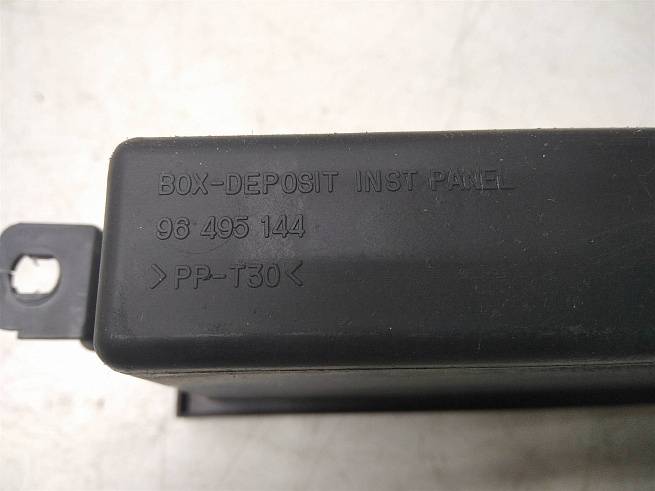 BOX-DEPOSIT INST PANEL
96 495 144
>PP-T30<